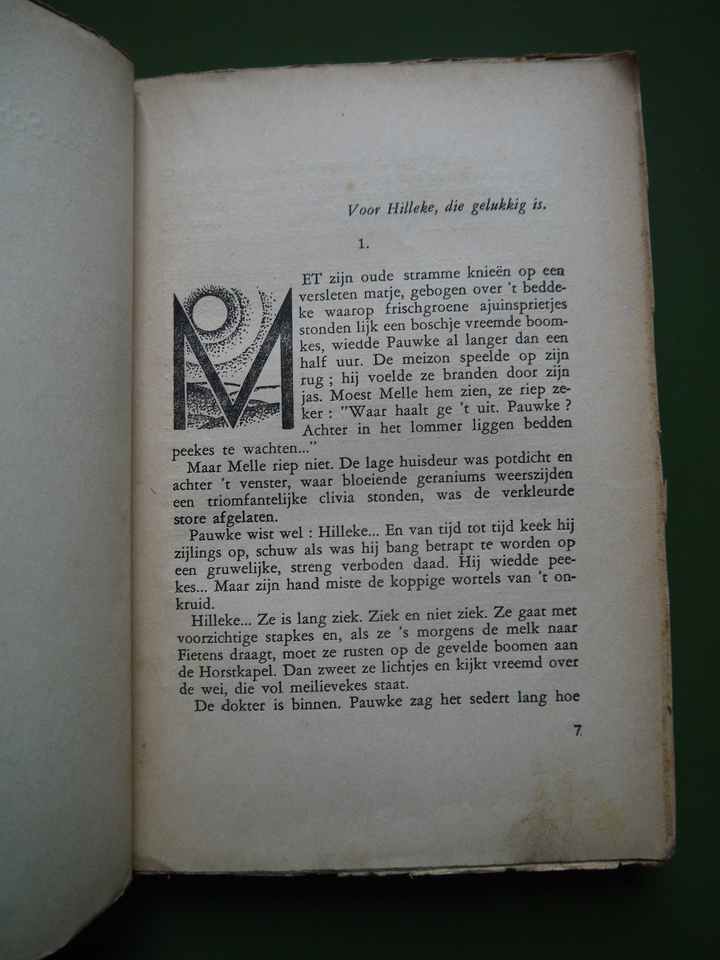 Voor Hilleke, die gelukkig is.
1.
MET zijn oude stramme knieën op een
versleten matje, gebogen over 't bedde-
ke waarop frischgroene ajuinsprietjes
stonden lijk een boschje vreemde boom-
kes, wiedde Pauwke al langer dan een
half uur. De meizon speelde op zijn
rug ; hij voelde ze branden door zijn
jas. Moest Melle hem zien, ze riep ze-
ker : "Waar haalt ge 't uit. Pauwke ?
Achter in het lommer liggen bedden
peekes te wachten..."
Maar Melle riep niet. De lage huisdeur was potdicht en
achter 't venster, waar bloeiende geraniums weerszijden
een triomfantelijke clivia stonden, was de verkleurde
store afgelaten.
Pauwke wist wel : Hilleke... En van tijd tot tijd keek hij
zijlings op, schuw als was hij bang betrapt te worden op
een gruwelijke, streng verboden daad. Hij wiedde pee-
kes... Maar zijn hand miste de koppige wortels van 't on-
kruid.
Hilleke... Ze is lang ziek. Ziek en niet ziek. Ze gaat met
voorzichtige stapkes en, als ze 's morgens de melk naar
Fietens draagt, moet ze rusten op de gevelde boomen aan
de Horstkapel. Dan zweet ze lichtjes en kijkt vreemd over
de wei, die vol meilievekes staat.
De dokter is binnen. Pauwke zag het sedert lang hoe
7